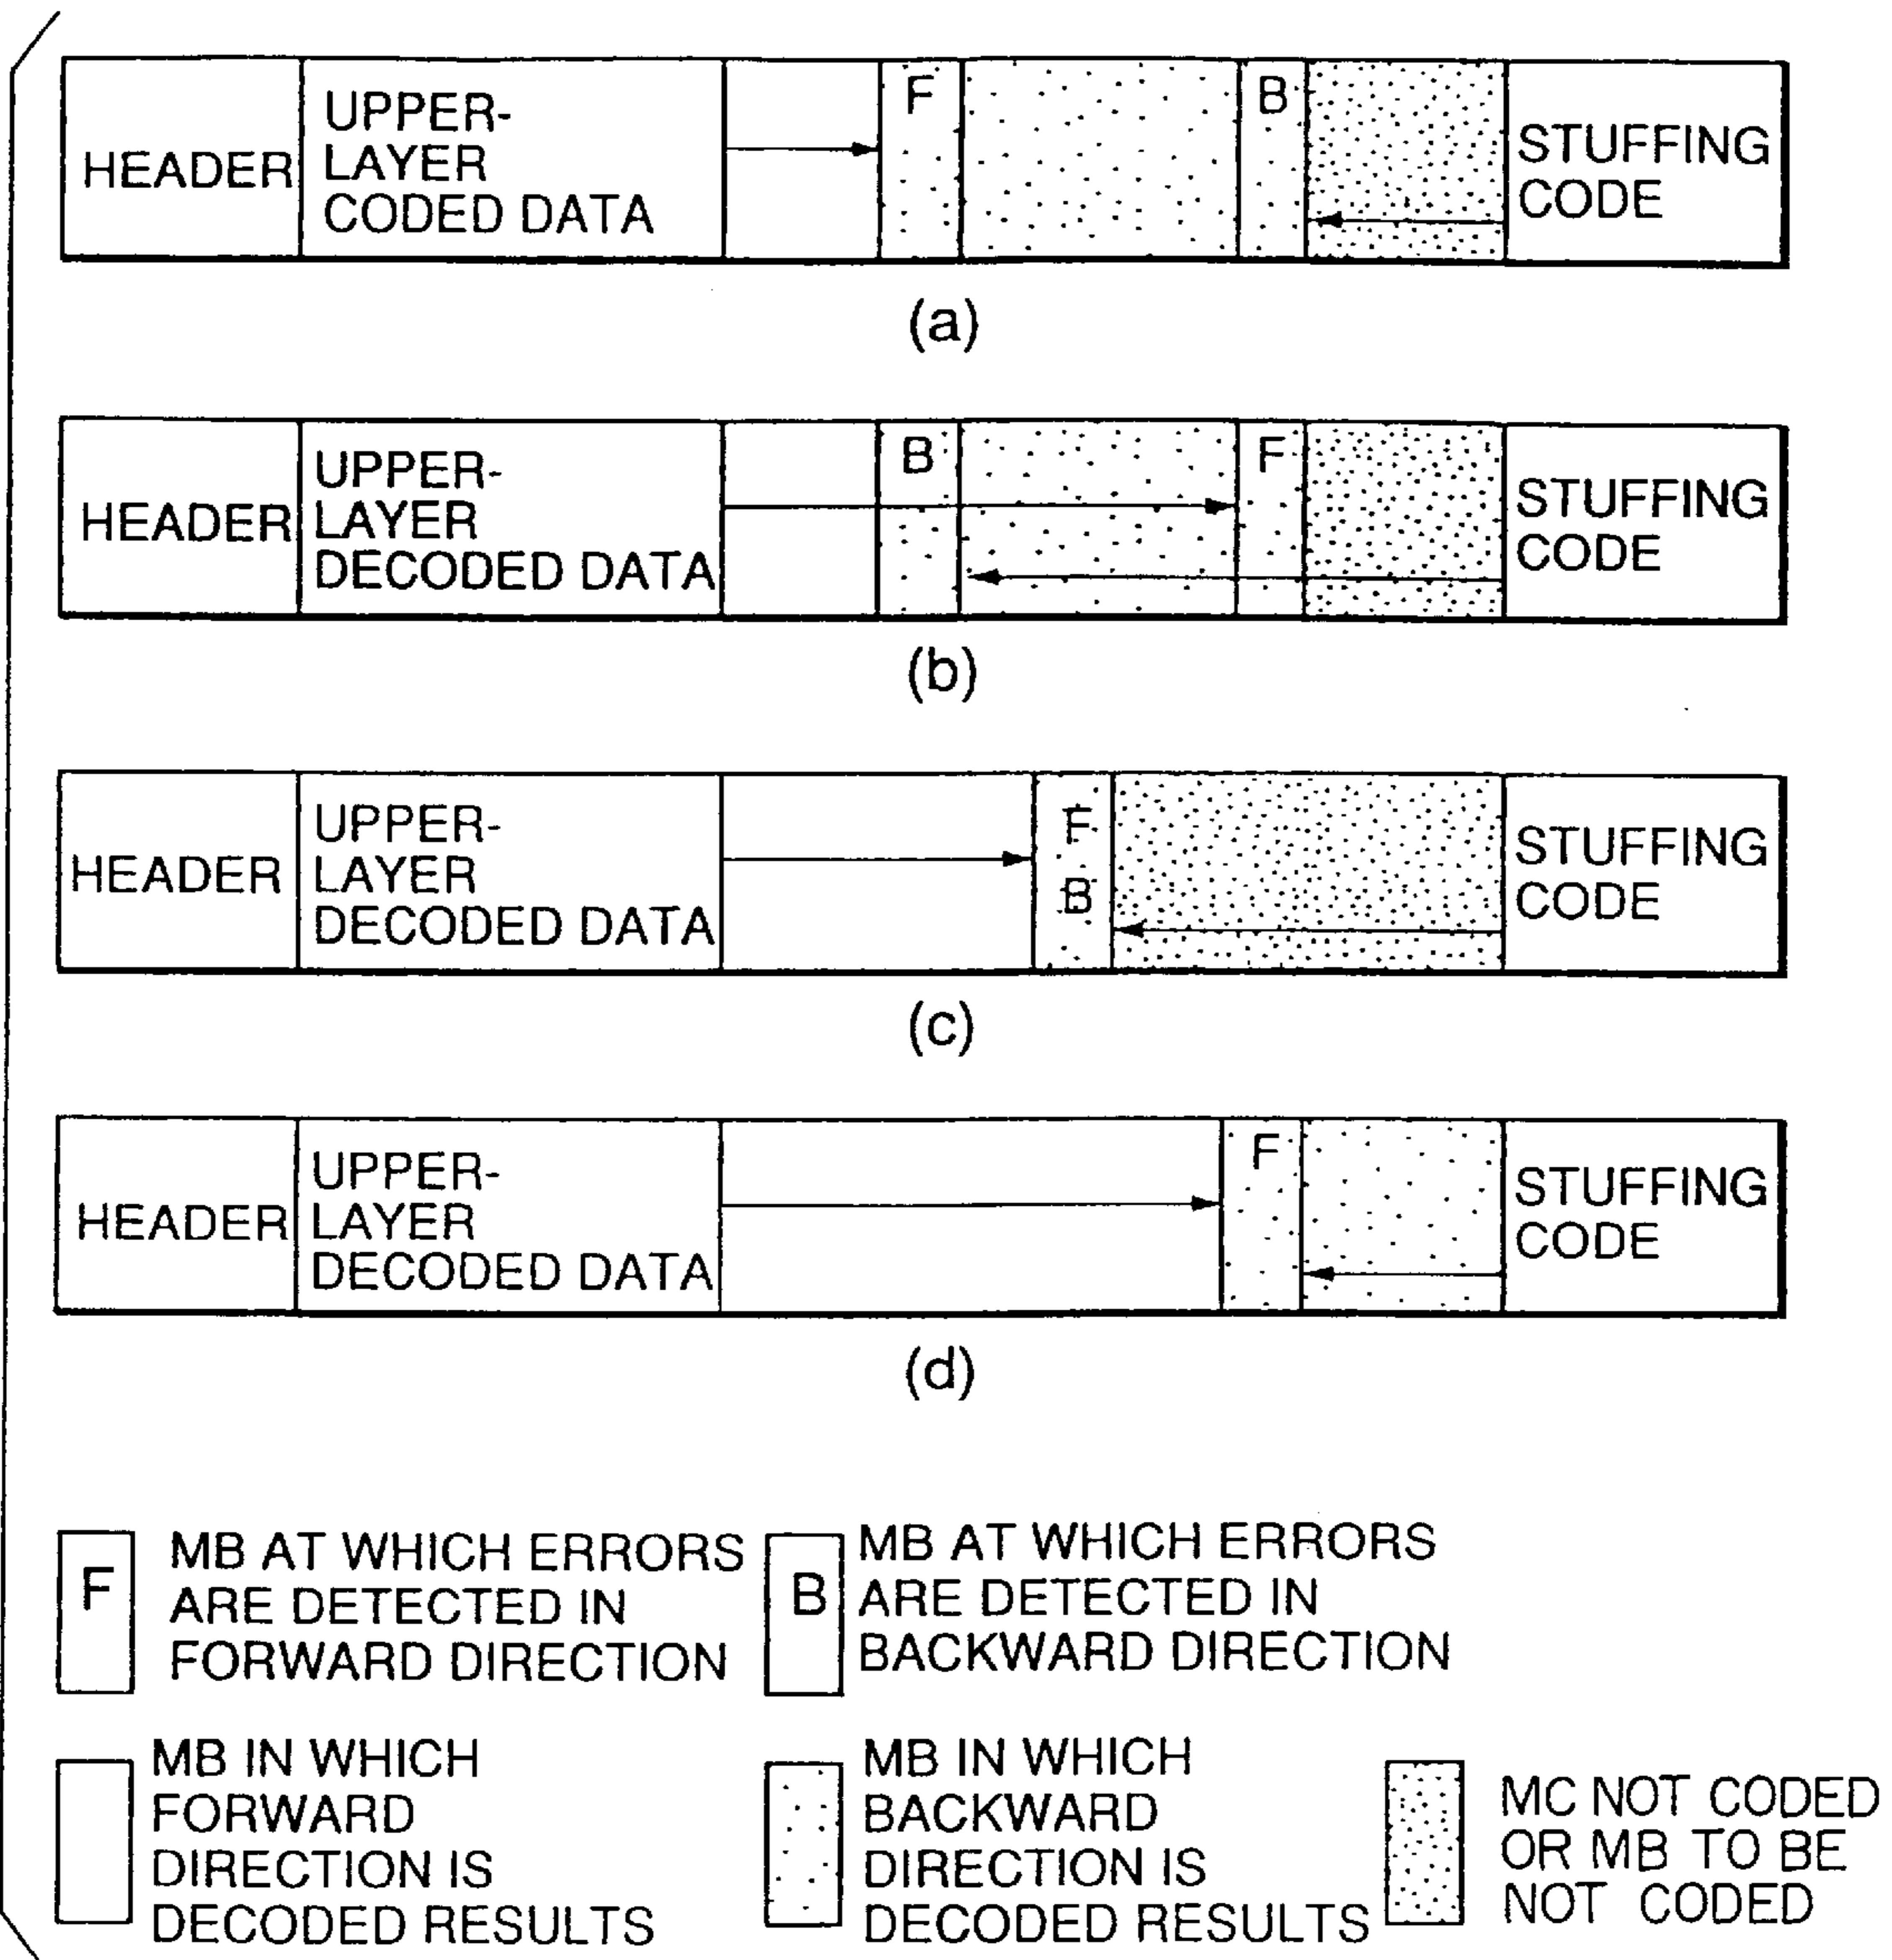 HEADER
UPPER-
LAYER
CODED DATA
F
B
STUFFING
CODE
(a)
HEADER
UPPER-
LAYER
DECODED DATA
B
F
STUFFING
CODE
(b)
HEADER
UPPER-
LAYER
DECODED DATA
F
B
STUFFING
CODE
(c)
HEADER
UPPER-
LAYER
DECODED DATA
F
STUFFING
CODE
(d)
F
MB AT WHICH ERRORS
ARE DETECTED IN
FORWARD DIRECTION
B
MB AT WHICH ERRORS
ARE DETECTED IN
BACKWARD DIRECTION
MB IN WHICH
FORWARD
DIRECTION IS
DECODED RESULTS
MB IN WHICH
BACKWARD
DIRECTION IS
DECODED RESULTS
MC NOT CODED
OR MB TO BE
NOT CODED